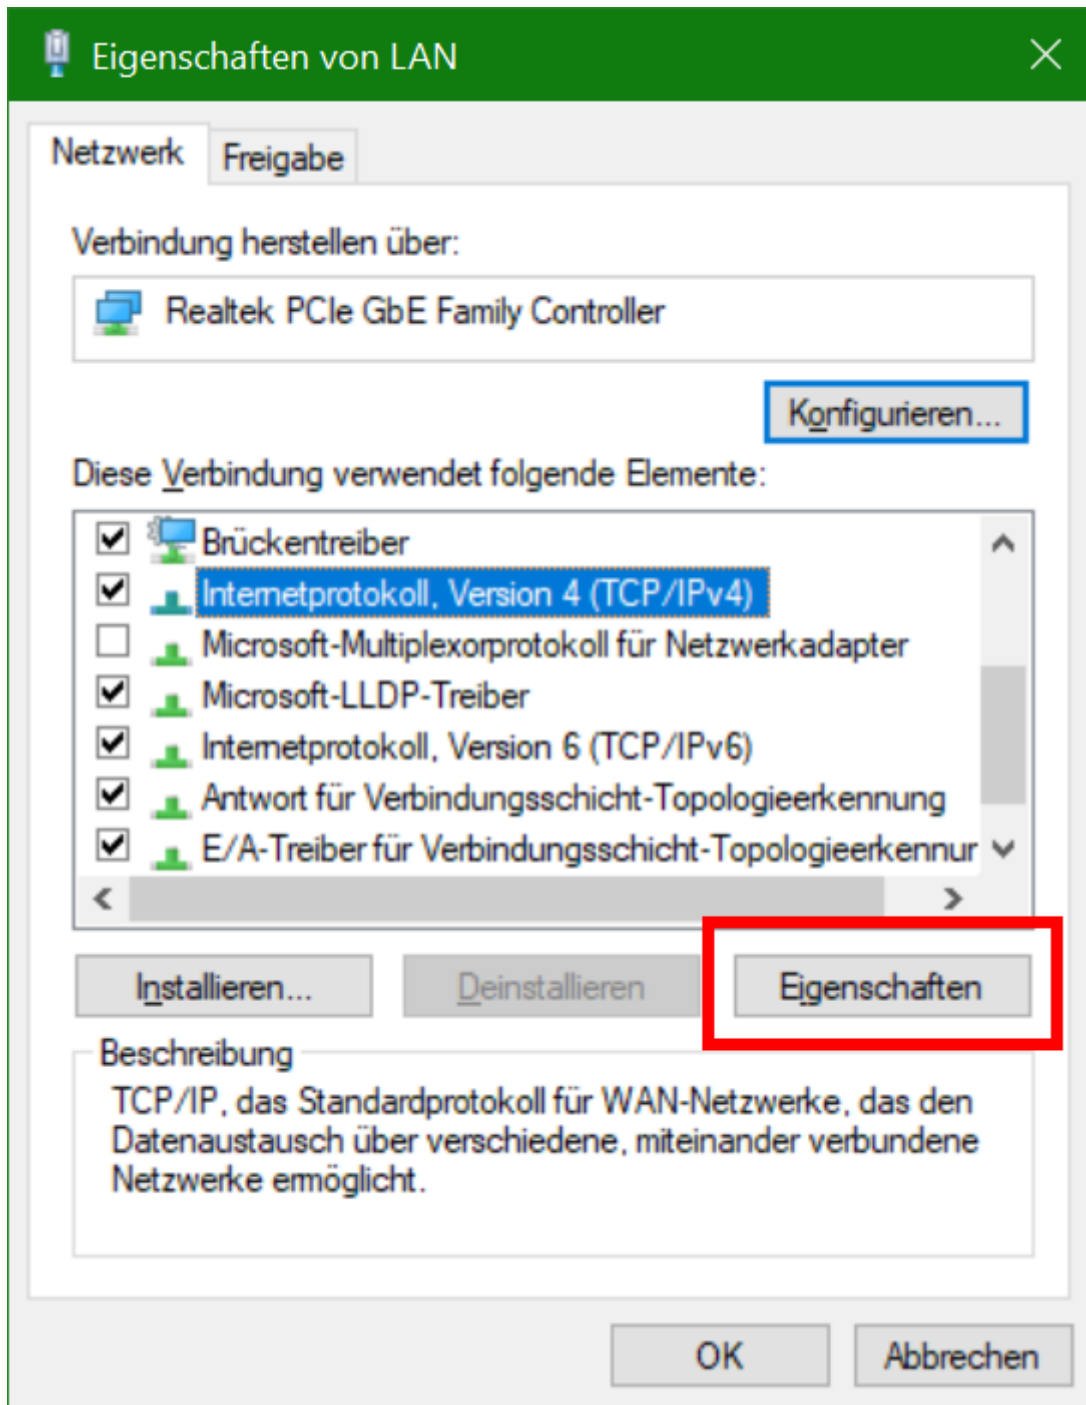 Eigenschaften von LAN
Netzwerk
Freigabe
Verbindung herstellen über:
Realtek PCIe GbE Family Controller
Konfigurieren...
Diese Verbindung verwendet folgende Elemente:
Brückentreiber
Internetprotokoll, Version 4 (TCP/IPv4)
Microsoft-Multiplexorprotokoll für Netzwerkadapter
Microsoft-LLDP-Treiber
Internetprotokoll, Version 6 (TCP/IPv6)
Antwort für Verbindungsschicht-Topologieerkennung
E/A-Treiber für Verbindungsschicht-Topologieerkennur
Installieren...
Deinstallieren
Eigenschaften
Beschreibung
TCP/IP, das Standardprotokoll für WAN-Netzwerke, das den
Datenaustausch über verschiedene, miteinander verbundene
Netzwerke ermöglicht.
OK
Abbrechen